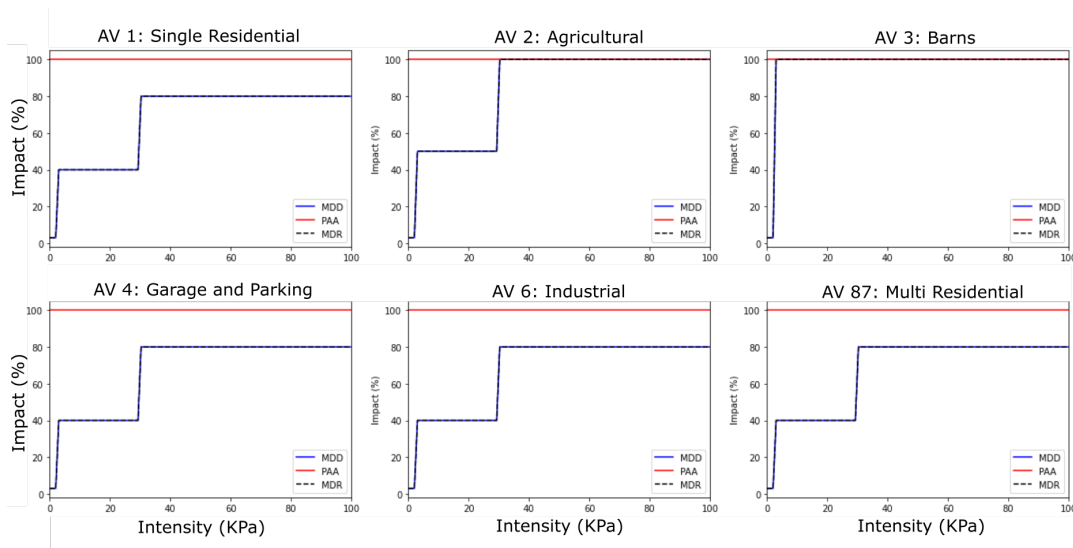 AV 1: Single Residential
AV 2: Agricultural
AV 3: Barns
Impact (%)
100
80
60
40
20
0
0
20
40
60
80
100
MDD
PAA
MDR
Impact (%)
100
80
60
40
20
0
0
20
40
60
80
100
MDD
PAA
MDR
Impact (%)
100
80
60
40
20
0
0
20
40
60
80
100
MDD
PAA
MDR
AV 4: Garage and Parking
AV 6: Industrial
AV 87: Multi Residential
Impact (%)
100
80
60
40
20
0
0
20
40
60
80
100
MDD
PAA
MDR
Intensity (KPa)
Impact (%)
100
80
60
40
20
0
0
20
40
60
80
100
MDD
PAA
MDR
Intensity (KPa)
Impact (%)
100
80
60
40
20
0
0
20
40
60
80
100
MDD
PAA
MDR
Intensity (KPa)